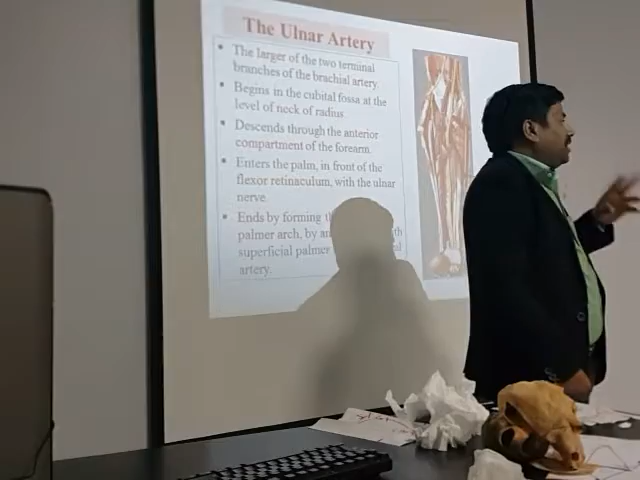 The Ulnar Artery
• The larger of the two terminal
branches of the brachial artery.
• Begins in the cubital fossa at the
level of neck of radius.
• Descends through the anterior
compartment of the forearm.
• Enters the palm, in front of the
flexor retinaculum, with the ulnar
nerve.
• Ends by forming
palmer arch, by
superficial palmer
artery.